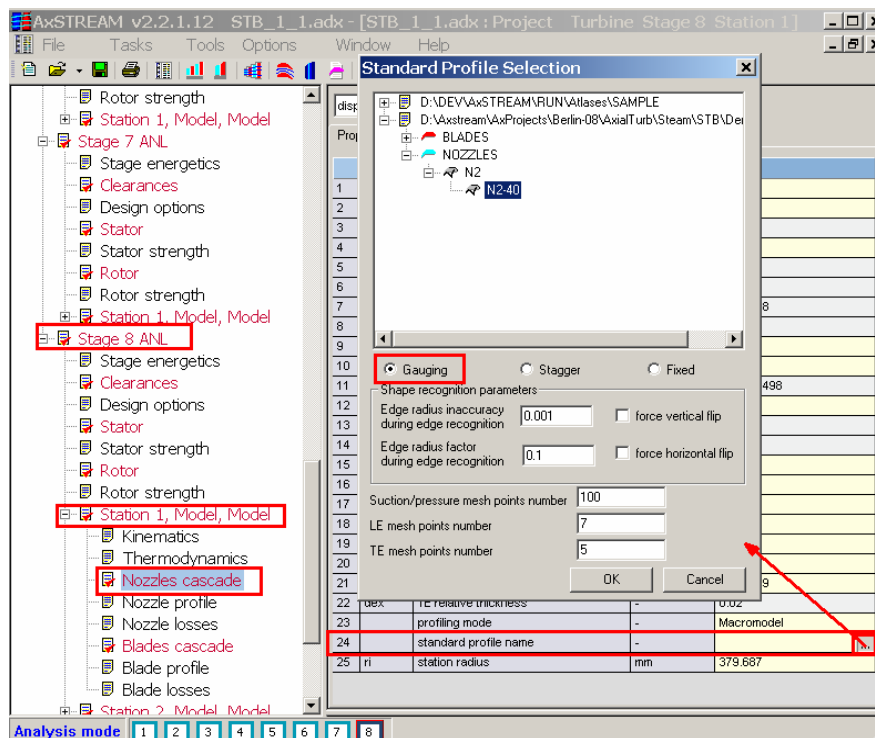 AxSTREAM v2.2.1.12 STB_1_1.adx - [STB_1_1.adx : Project Turbine Stage 8 Station 1]
File Tasks Tools Options Window Help
Rotor strength
Station 1, Model, Model
Stage 7 ANL
Stage energetics
Clearances
Design options
Stator
Stator strength
Rotor
Rotor strength
Station 1, Model, Model
Stage 8 ANL
Stage energetics
Clearances
Design options
Stator
Stator strength
Rotor
Rotor strength
Station 1, Model, Model
Kinematics
Thermodynamics
Nozzles cascade
Nozzle profile
Nozzle losses
Blades cascade
Blade profile
Blade losses
Station 2, Model, Model
Standard Profile Selection
D:\DEV\AxSTREAM\RUN\Atlases\SAMPLE
D:\Axstream\AxProjects\Berlin-08\AxialTurb\Steam\STB\Der
BLADES
NOZZLES
N2
N2-40
Gauging Stagger Fixed
Shape recognition parameters
Edge radius inaccuracy during edge recognition 0.001 force vertical flip
Edge radius factor during edge recognition 0.1 force horizontal flip
Suction/pressure mesh points number 100
LE mesh points number 7
TE mesh points number 5
OK Cancel
disp
1
2
3
4
5
6
7 8
8
9
10
11 498
12
13
14
15
16
17
18
19
20
21 9
22 dex TE relative thickness - 0.02
23 profiling mode - Macromodel
24 standard profile name - ...
25 ri station radius mm 379.687
Analysis mode 1 2 3 4 5 6 7 8